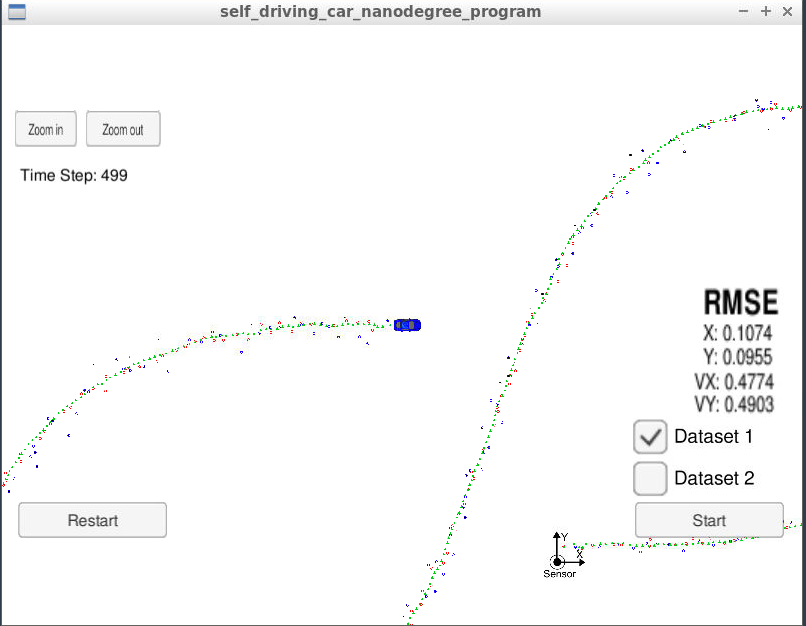 self_driving_car_nanodegree_program
Zoom in
Zoom out
Time Step: 499
RMSE
X: 0.1074
Y: 0.0955
VX: 0.4774
VY: 0.4903
Dataset 1
Dataset 2
Restart
Start
Y
X
Sensor